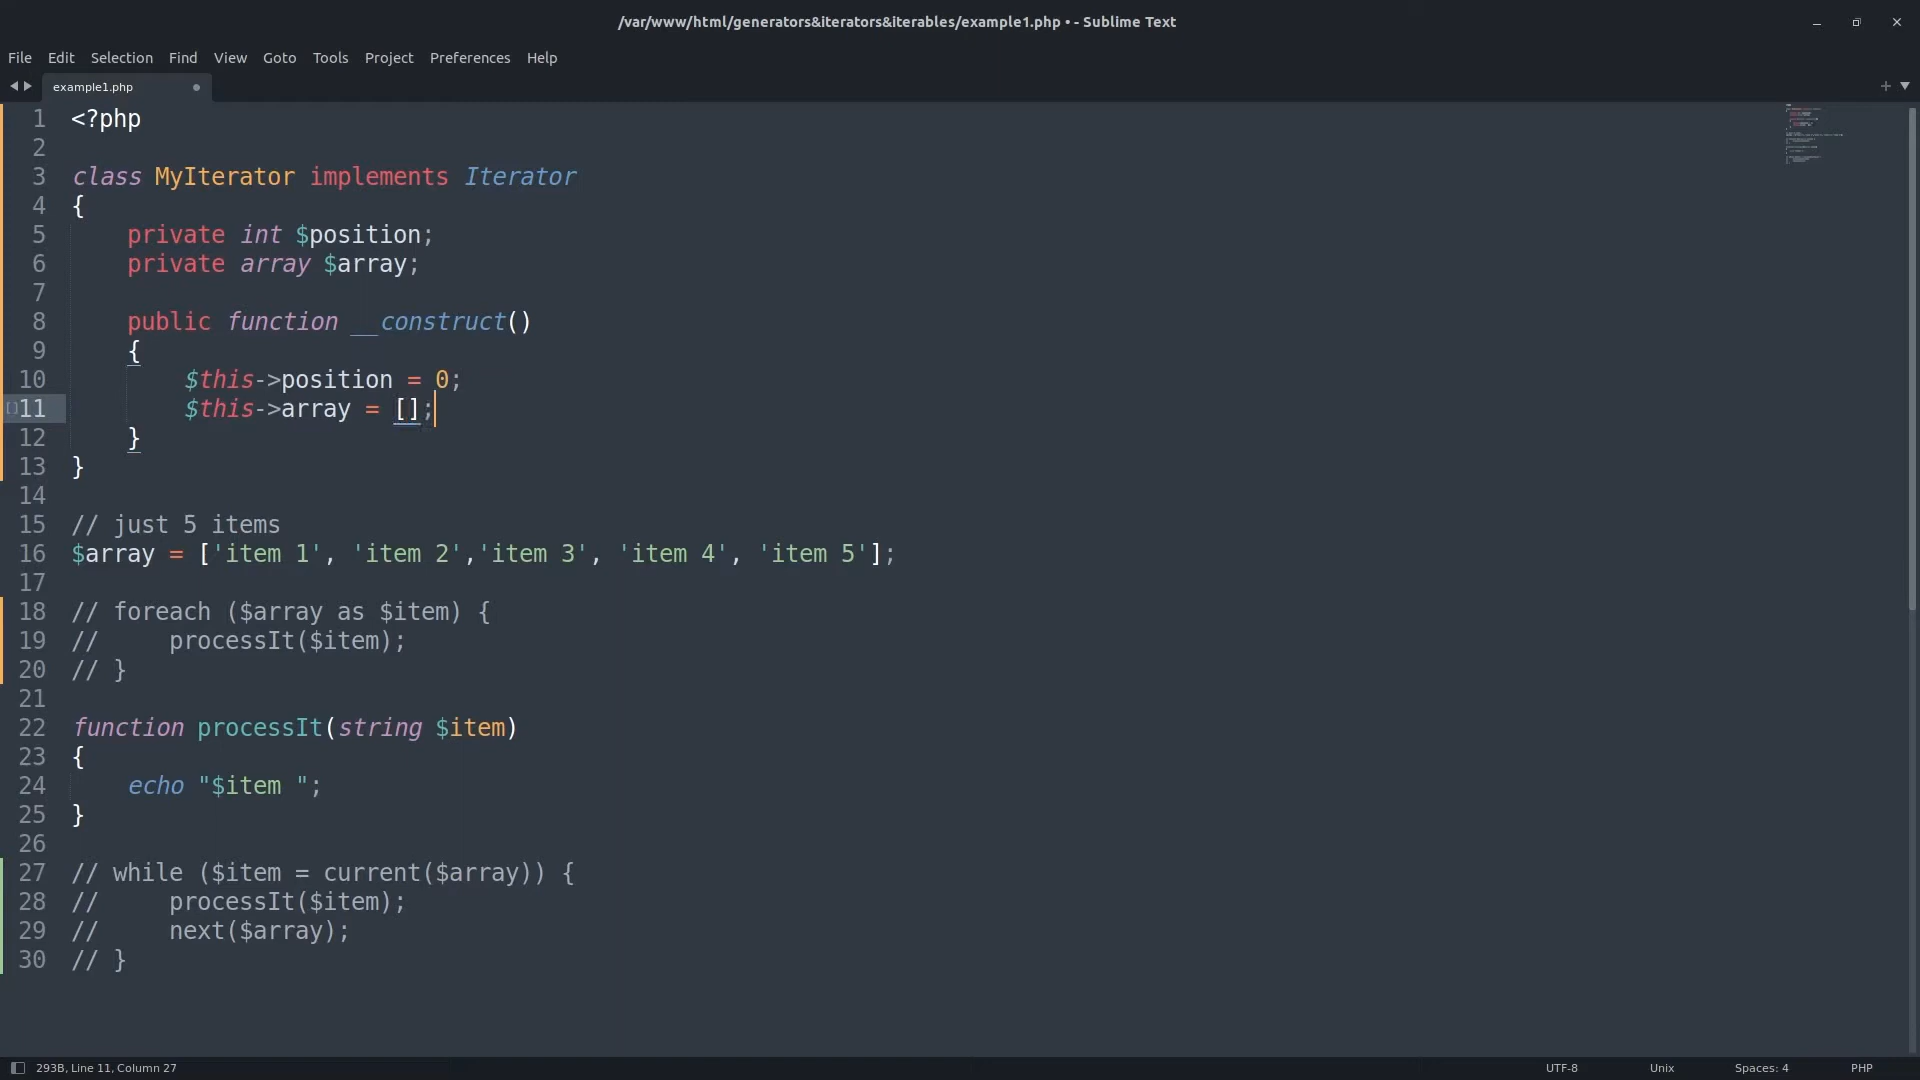 /var/www/html/generators&iterators&iterables/example1.php • - Sublime Text
File Edit Selection Find View Goto Tools Project Preferences Help
example1.php
1 <?php
2
3 class MyIterator implements Iterator
4 {
5     private int $position;
6     private array $array;
7
8     public function __construct()
9     {
10         $this->position = 0;
11         $this->array = [];
12     }
13 }
14
15 // just 5 items
16 $array = ['item 1', 'item 2','item 3', 'item 4', 'item 5'];
17
18 // foreach ($array as $item) {
19 //     processIt($item);
20 // }
21
22 function processIt(string $item)
23 {
24     echo "$item ";
25 }
26
27 // while ($item = current($array)) {
28 //     processIt($item);
29 //     next($array);
30 // }
293B, Line 11, Column 27 UTF-8 Unix Spaces: 4 PHP